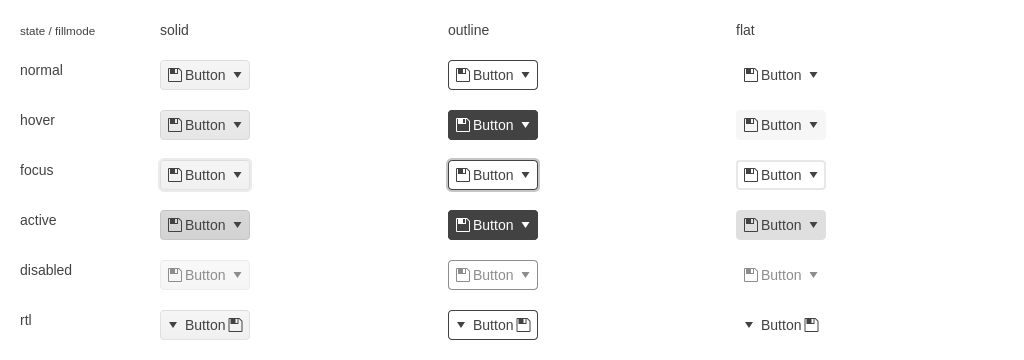 state / fillmode solid outline flat
normal Button Button Button
hover Button Button Button
focus Button Button Button
active Button Button Button
disabled Button Button Button
rtl Button Button Button